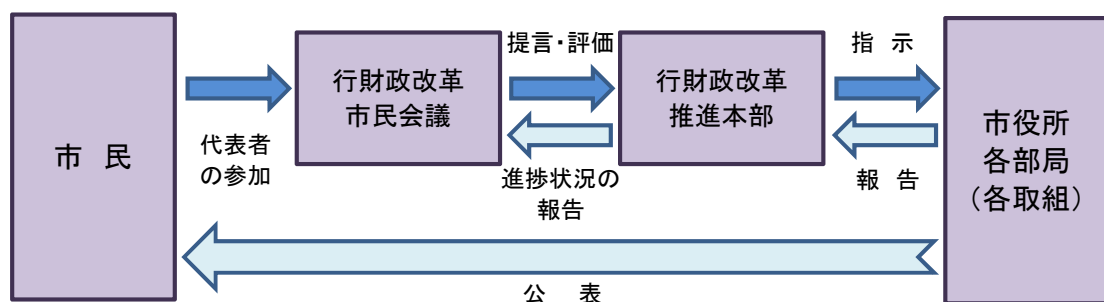 市 民
代表者
の参加
行財政改革
市民会議
提言・評価
進捗状況の
報告
行財政改革
推進本部
指 示
報 告
市役所
各部局
（各取組）
公 表